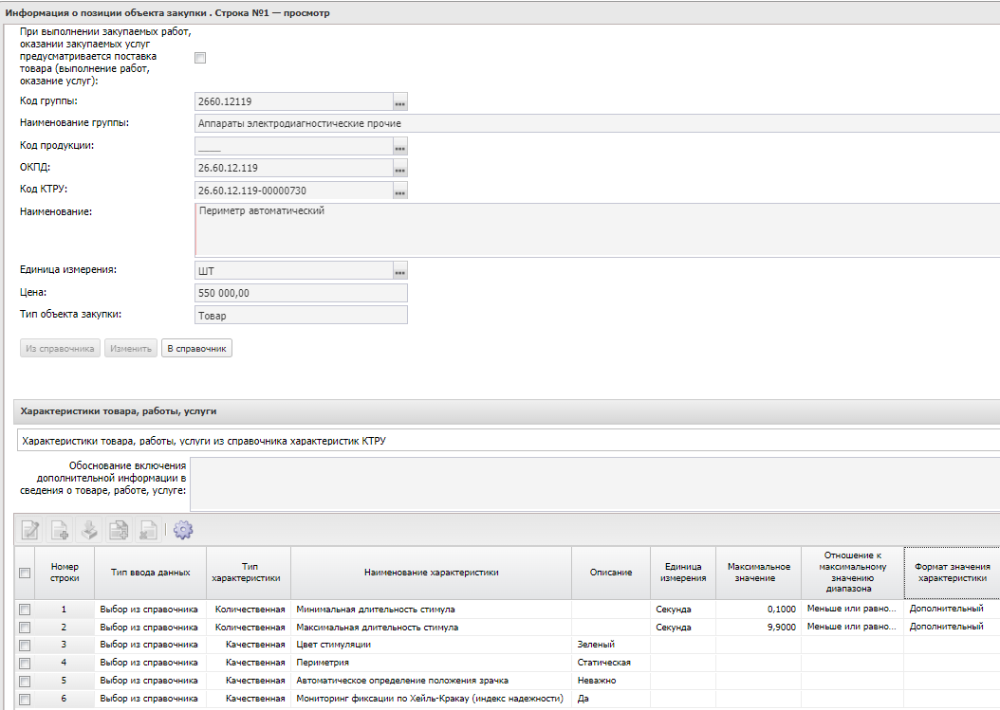 Информация о позиции объекта закупки . Строка №1 — просмотр
При выполнении закупаемых работ,
оказании закупаемых услуг
предусматривается поставка
товара (выполнение работ,
оказание услуг):
Код группы: 2660.12119 ...
Наименование группы: Аппараты электродиагностические прочие
Код продукции: ____ ...
ОКПД: 26.60.12.119 ...
Код КТРУ: 26.60.12.119-00000730 ...
Наименование: Периметр автоматический
Единица измерения: ШТ ...
Цена: 550 000,00
Тип объекта закупки: Товар
Из справочника Изменить В справочник
Характеристики товара, работы, услуги
Характеристики товара, работы, услуги из справочника характеристик КТРУ
Обоснование включения
дополнительной информации в
сведения о товаре, работе, услуге:
Номер строки Тип ввода данных Тип характеристики Наименование характеристики Описание Единица измерения Максимальное значение Отношение к максимальному значению диапазона Формат значения характеристики
1 Выбор из справочника Количественная Минимальная длительность стимула Секунда 0,1000 Меньше или равно... Дополнительный
2 Выбор из справочника Количественная Максимальная длительность стимула Секунда 9,9000 Меньше или равно... Дополнительный
3 Выбор из справочника Качественная Цвет стимуляции Зеленый
4 Выбор из справочника Качественная Периметрия Статическая
5 Выбор из справочника Качественная Автоматическое определение положения зрачка Неважно
6 Выбор из справочника Качественная Мониторинг фиксации по Хейль-Кракау (индекс надежности) Да